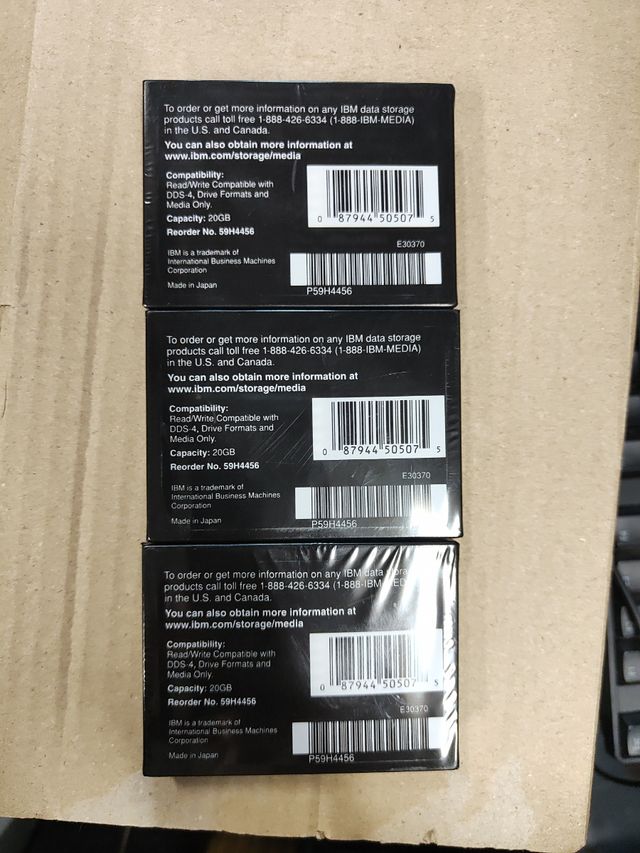 To order or get more information on any IBM data storage
products call toll free 1-888-426-6334 (1-888-IBM-MEDIA)
in the U.S. and Canada.
You can also obtain more information at
www.ibm.com/storage/media
Compatibility:
Read/Write Compatible with
DDS-4, Drive Formats and
Media Only.
Capacity: 20GB
Reorder No. 59H4456
IBM is a trademark of
International Business Machines
Corporation
Made in Japan
0 87944 50507 5
E30370
P59H4456
To order or get more information on any IBM data storage
products call toll free 1-888-426-6334 (1-888-IBM-MEDIA)
in the U.S. and Canada.
You can also obtain more information at
www.ibm.com/storage/media
Compatibility:
Read/Write Compatible with
DDS-4, Drive Formats and
Media Only.
Capacity: 20GB
Reorder No. 59H4456
IBM is a trademark of
International Business Machines
Corporation
Made in Japan
0 87944 50507 5
E30370
P59H4456
To order or get more information on any IBM data
products call toll free 1-888-426-6334
in the U.S. and Canada.
You can also obtain more information at
www.ibm.com/storage/media
Compatibility:
Read/Write Compatible with
DDS-4, Drive Formats and
Media Only.
Capacity: 20GB
Reorder No. 59H4456
IBM is a trademark of
International Business Machines
Corporation
Made in Japan
0 87944 50507 5
E30370
P59H4456